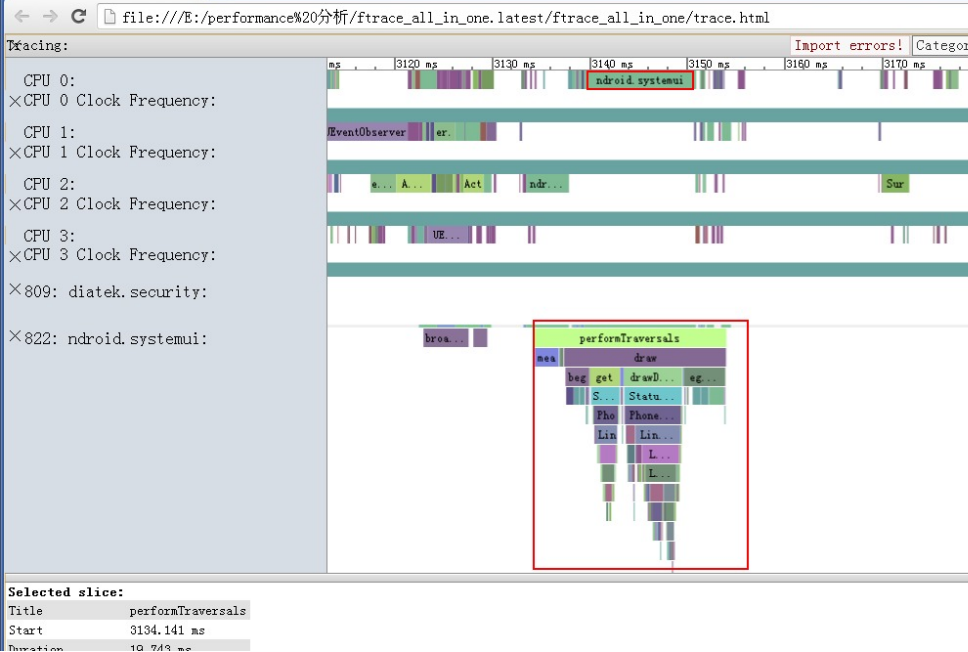 file:///E:/performance%20分析/ftrace_all_in_one.latest/ftrace_all_in_one/trace.html
Tracing:
Import errors!
Categor
ms
3120 ms
3130 ms
3140 ms
3150 ms
3160 ms
3170 ms
CPU 0:
ndroid.systemui
CPU 0 Clock Frequency:
CPU 1:
er.
CPU 1 Clock Frequency:
CPU 2:
e... A... Act ndr... Sur
CPU 2 Clock Frequency:
CPU 3:
UE...
CPU 3 Clock Frequency:
809: diatek.security:
822: ndroid.systemui:
broa...
performTraversals
mea draw
beg get drawD... eg...
S... Statu...
Pho Phone...
Lin Lin...
L...
L...
Selected slice:
Title performTraversals
Start 3134.141 ms
Duration 19.743 ms